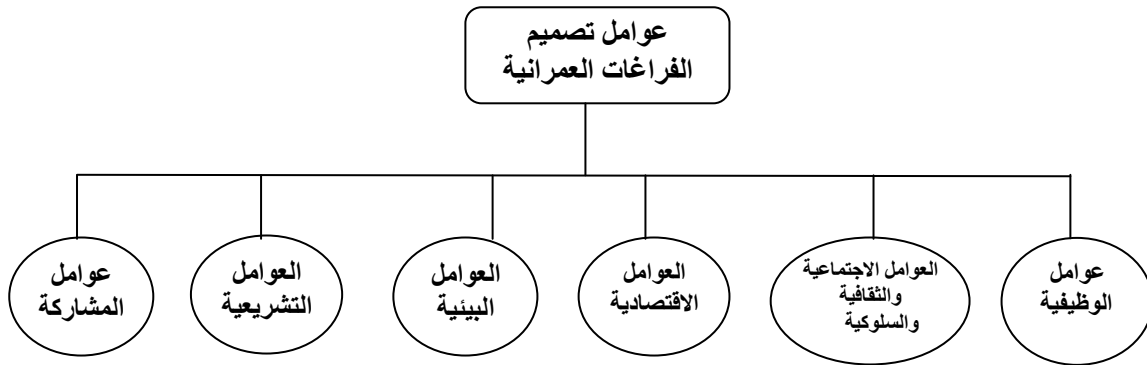 عوامل تصميم
الفراغات العمرانية
عوامل
الوظيفية
العوامل الاجتماعية
والثقافية
والسلوكية
العوامل
الاقتصادية
العوامل
البيئية
العوامل
التشريعية
عوامل
المشاركة